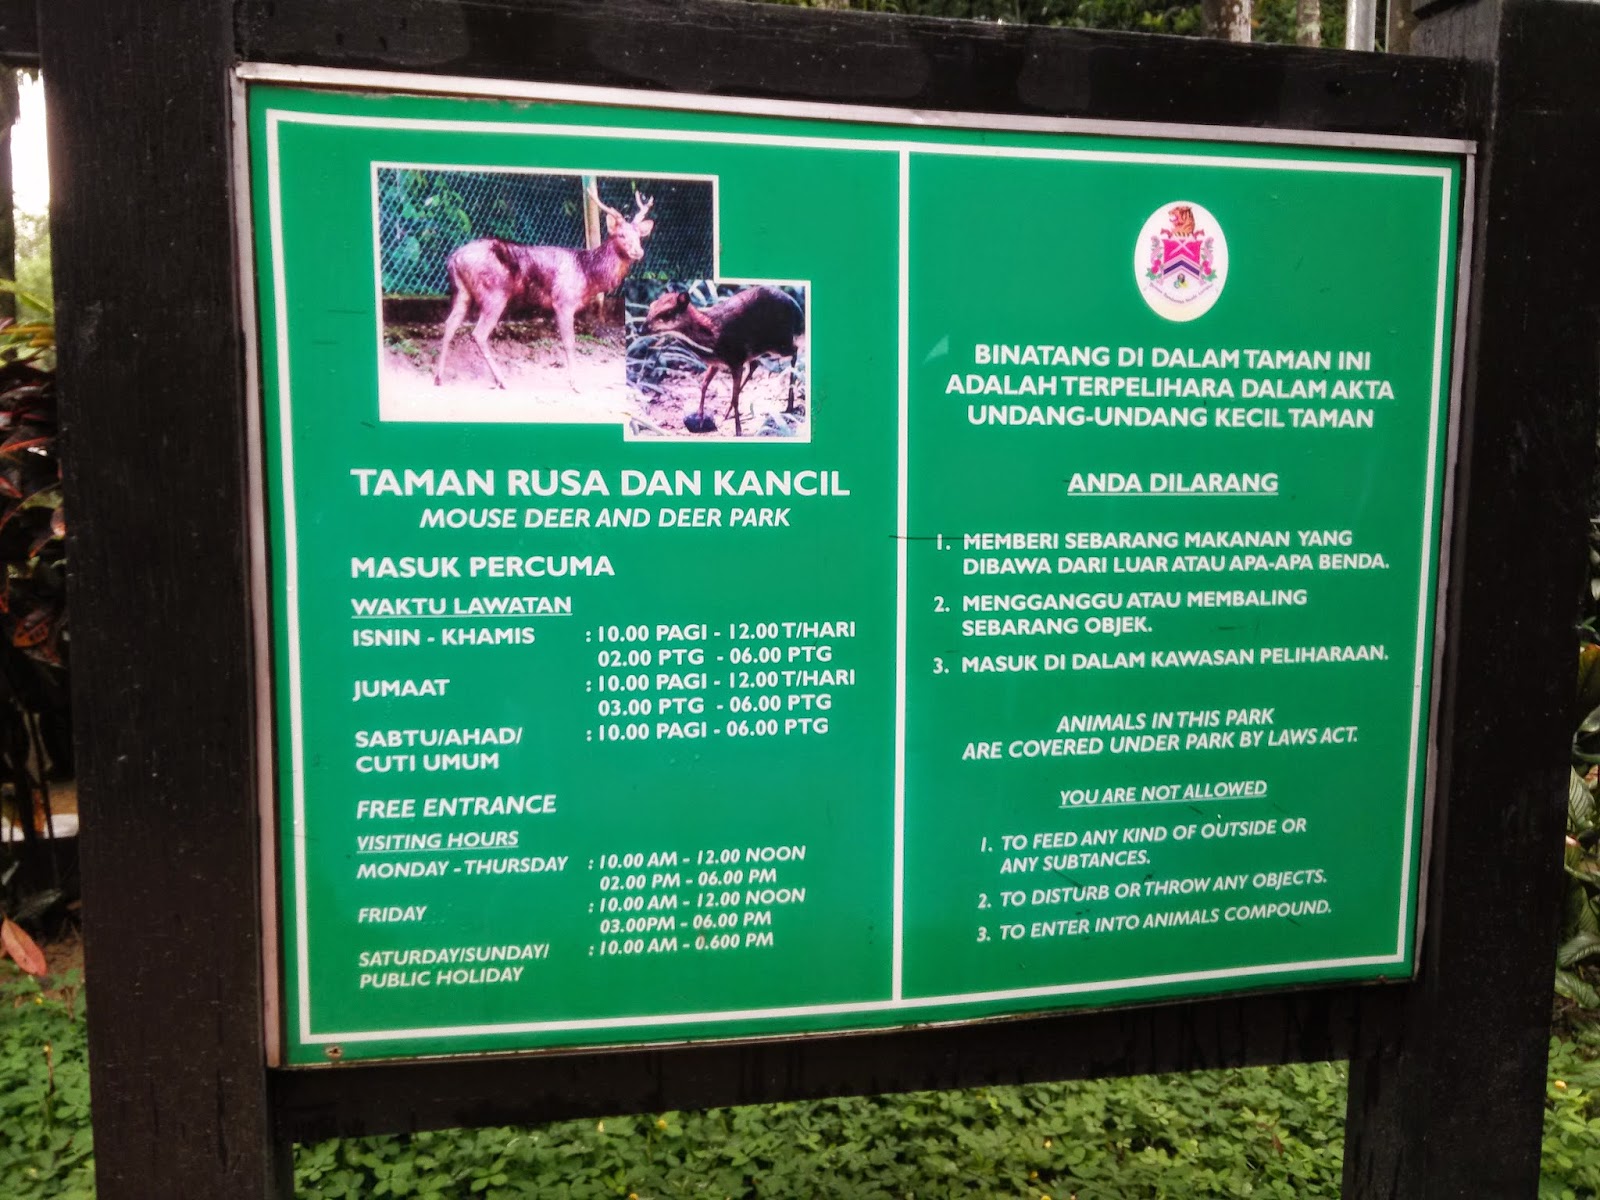 TAMAN RUSA DAN KANCIL
MOUSE DEER AND DEER PARK
MASUK PERCUMA
WAKTU LAWATAN
ISNIN - KHAMIS : 10.00 PAGI - 12.00 T/HARI
02.00 PTG - 06.00 PTG
JUMAAT : 10.00 PAGI - 12.00 T/HARI
03.00 PTG - 06.00 PTG
SABTU/AHAD/ : 10.00 PAGI - 06.00 PTG
CUTI UMUM
FREE ENTRANCE
VISITING HOURS
MONDAY - THURSDAY : 10.00 AM - 12.00 NOON
02.00 PM - 06.00 PM
FRIDAY : 10.00 AM - 12.00 NOON
03.00PM - 06.00 PM
SATURDAY/SUNDAY/ : 10.00 AM - 0.600 PM
PUBLIC HOLIDAY
BINATANG DI DALAM TAMAN INI
ADALAH TERPELIHARA DALAM AKTA
UNDANG-UNDANG KECIL TAMAN
ANDA DILARANG
1. MEMBERI SEBARANG MAKANAN YANG
DIBAWA DARI LUAR ATAU APA-APA BENDA.
2. MENGGANGGU ATAU MEMBALING
SEBARANG OBJEK.
3. MASUK DI DALAM KAWASAN PELIHARAAN.
ANIMALS IN THIS PARK
ARE COVERED UNDER PARK BY LAWS ACT.
YOU ARE NOT ALLOWED
1. TO FEED ANY KIND OF OUTSIDE OR
ANY SUBTANCES.
2. TO DISTURB OR THROW ANY OBJECTS.
3. TO ENTER INTO ANIMALS COMPOUND.